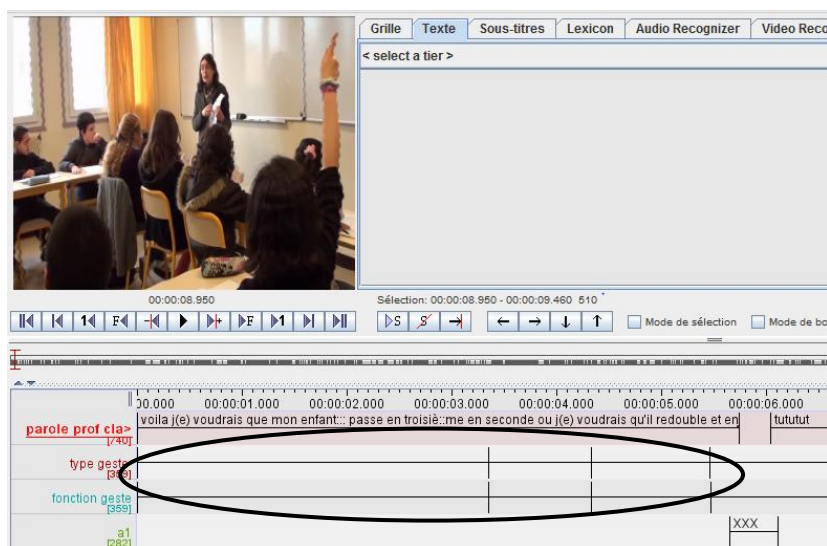 Grille Texte Sous-titres Lexicon Audio Recognizer Video Reco
< select a tier >
00:00:08.950 Sélection: 00:00:08.950 - 00:00:09.460 510
1 F F 1 S S Mode de sélection Mode de bo
00.000 00:00:01.000 00:00:02.000 00:00:03.000 00:00:04.000 00:00:05.000 00:00:06.000
parole prof cla> voila j(e) voudrais que mon enfant::: passe en troisiè::me en seconde ou j(e) voudrais qu'il redouble et en tututut
[740]
type geste
[359]
fonction geste
[359]
a1 XXX
[282]